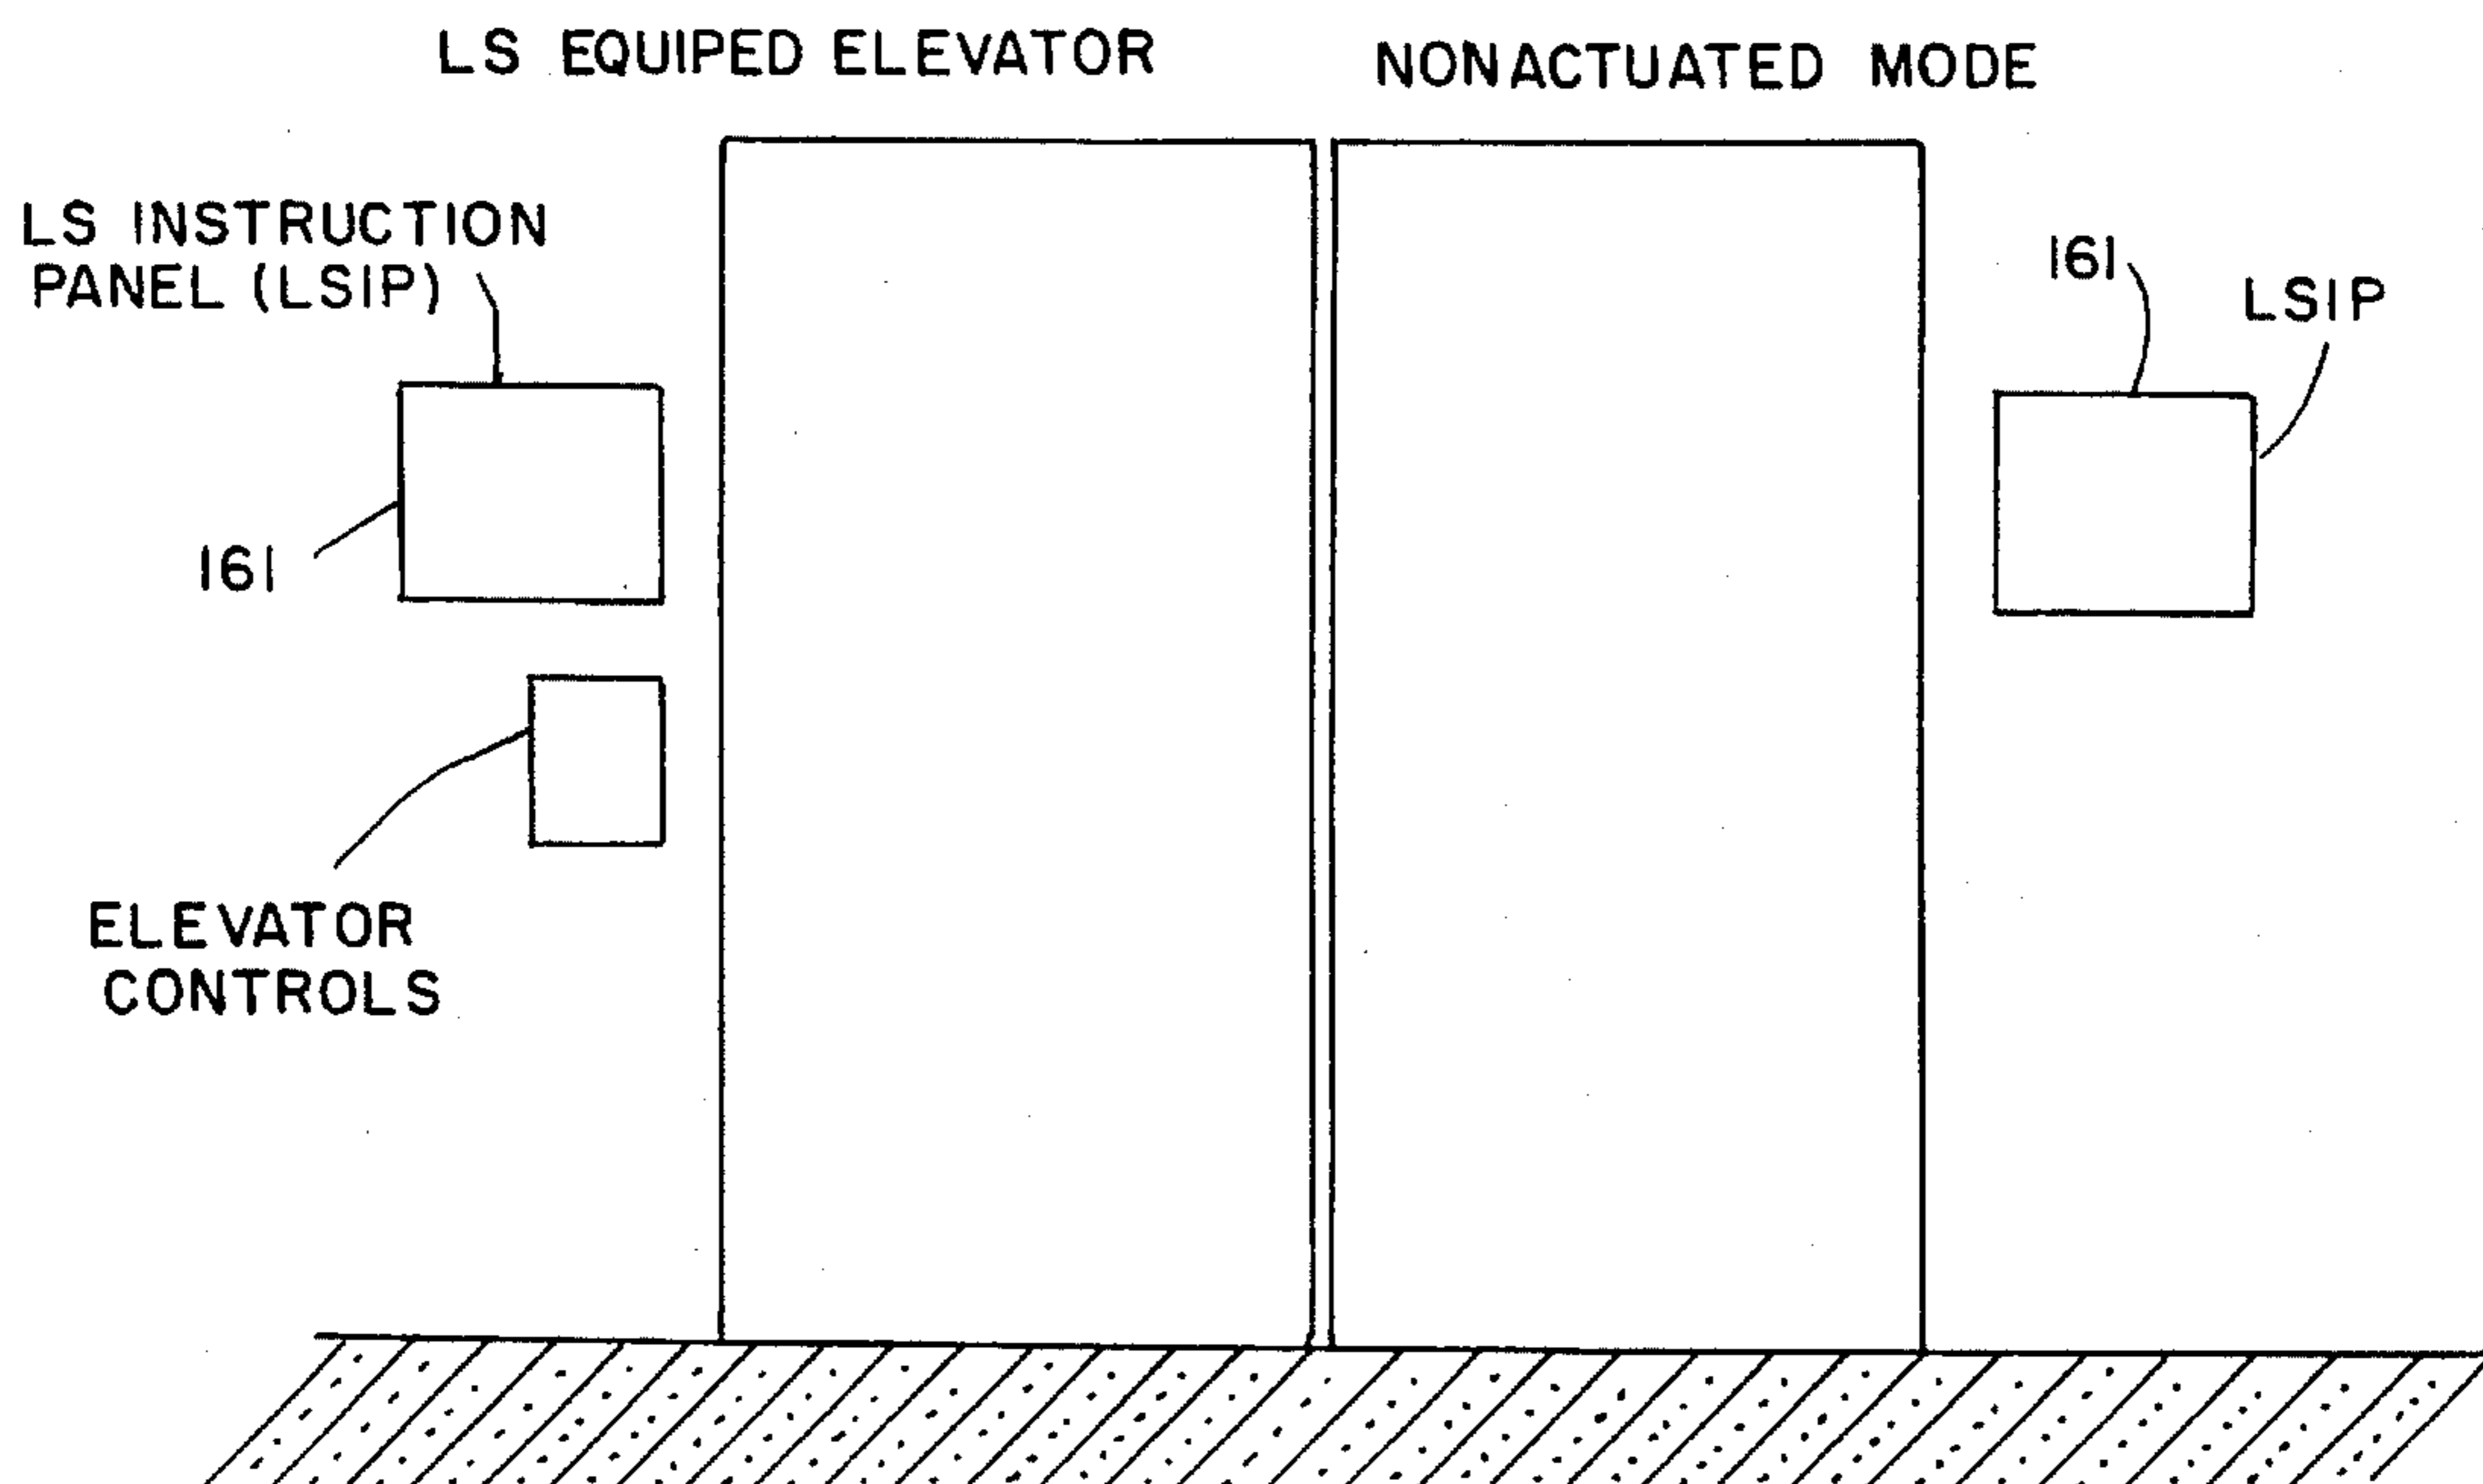 LS EQUIPED ELEVATOR
NONACTUATED MODE
LS INSTRUCTION
PANEL (LSIP)
161
LSIP
161
ELEVATOR
CONTROLS